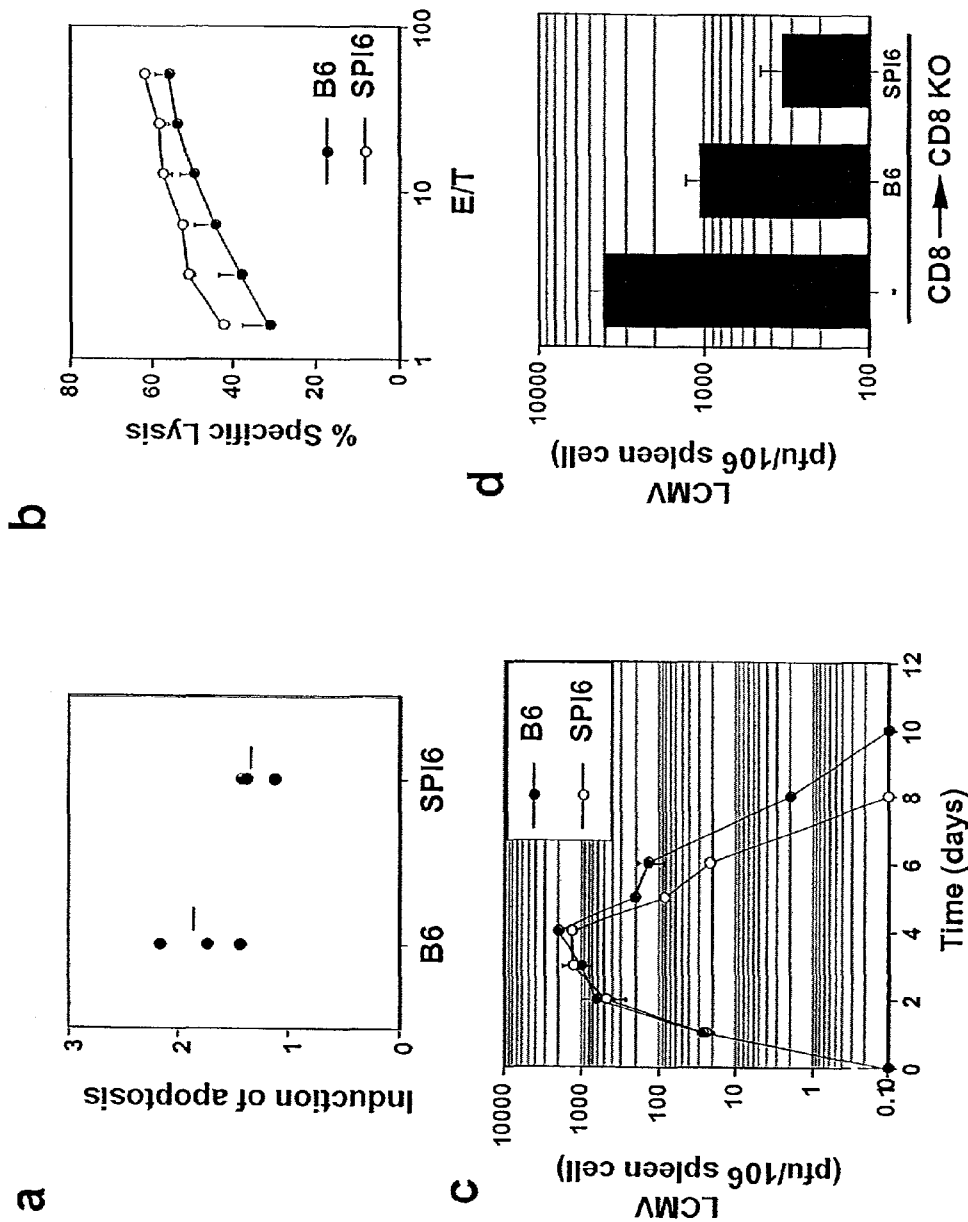 a
Induction of apoptosis
3
2
1
0
B6
SPI6
b
% Specific Lysis
80
60
40
20
0
1
10
100
E/T
B6
SPI6
c
LCMV
(pfu/10⁶ spleen cell)
10000
1000
100
10
1
0.1
0
2
4
6
8
10
12
Time (days)
B6
SPI6
d
LCMV
(pfu/10⁶ spleen cell)
10000
1000
100
-
B6
SPI6
CD8 → CD8 KO